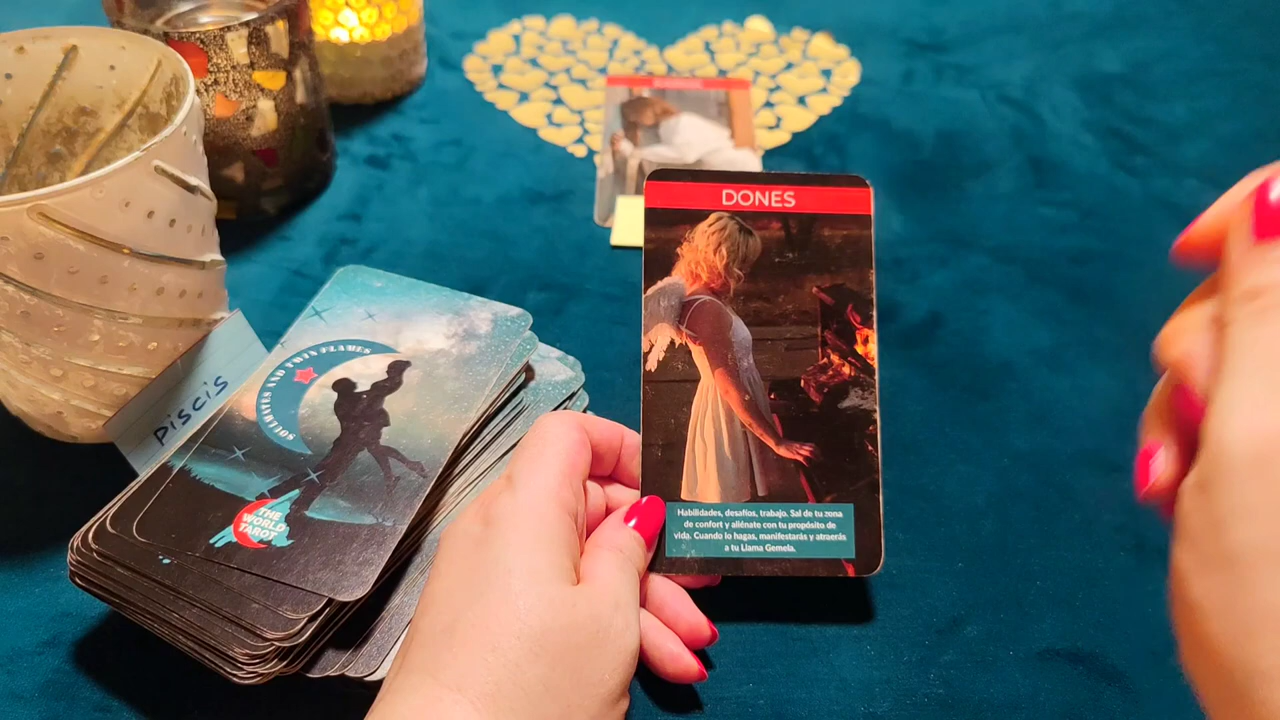 DONES
Habilidades, desafíos, trabajo. Sal de tu zona
de confort y aliénate con tu propósito de
vida. Cuando lo hagas, manifestarás y atraerás
a tu Llama Gemela.
piscis
SOULMATES AND TWIN FLAMES
THE
WORLD
TAROT